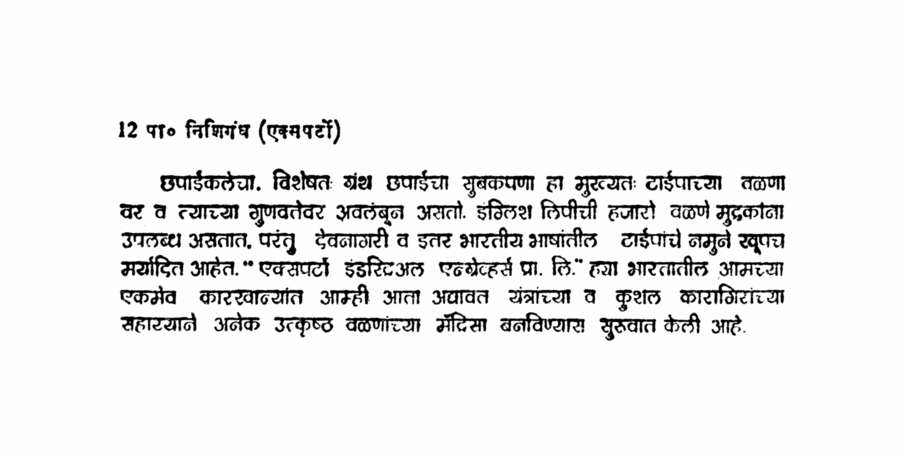 12 पा० निशिगंध (एक्सपर्टो)
छपाईकलेचा. विशेषतः ग्रंथ छपाईचा सुबकपणा हा मुख्यतः टाईपाच्या वळणा
वर व त्याच्या गुणवतेवर अवलंबून असतो. इंग्लिश लिपीची हजारो वळणे मुद्रकांना
उपलब्ध असतात. परंतु देवनागरी व इतर भारतीय भाषांतील टाईपांचे नमुने खूपच
मर्यादित आहेत. "एक्सपर्टो इंडस्ट्रिअल एन्ग्रेव्हर्स प्रा. लि." ह्या भारतातील आमच्या
एकमेव कारखान्यांत आम्ही आता अद्यावत यंत्रांच्या व कुशल कारागिरांच्या
सहाय्याने अनेक उत्कृष्ठ वळणांच्या मॅट्रिसा बनविण्यास सुरूवात केली आहे.